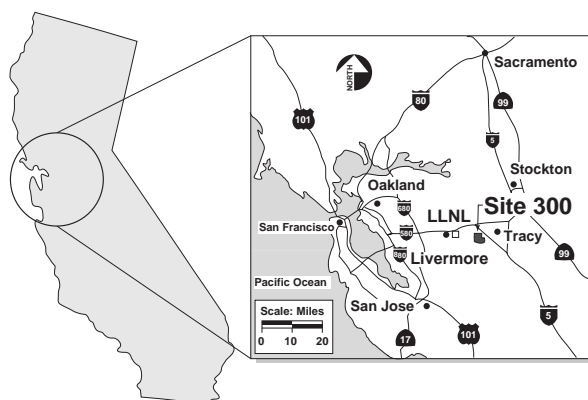 NORTH
Sacramento
101
80
99
5
Stockton
Oakland
680
LLNL
Site 300
San Francisco
580
Tracy
880
Livermore
99
Pacific Ocean
San Jose
5
Scale: Miles
0 10 20
17
101